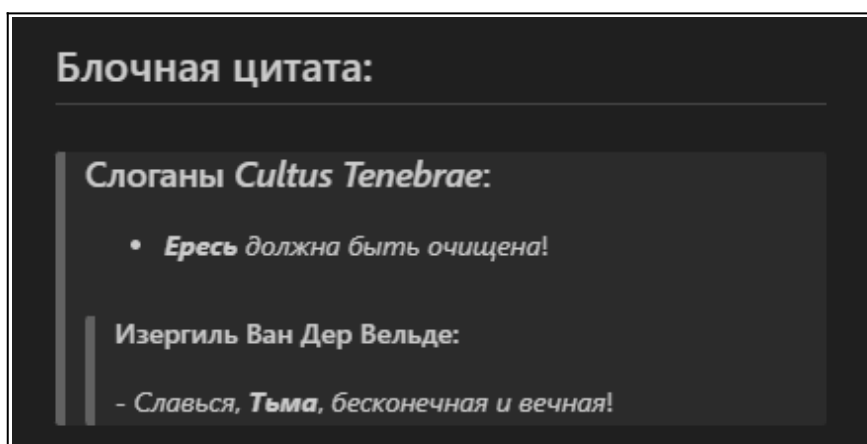 Блочная цитата:
Слоганы Cultus Tenebrae:
• Ересь должна быть очищена!
Изергиль Ван Дер Вельде:
- Славься, Тьма, бесконечная и вечная!